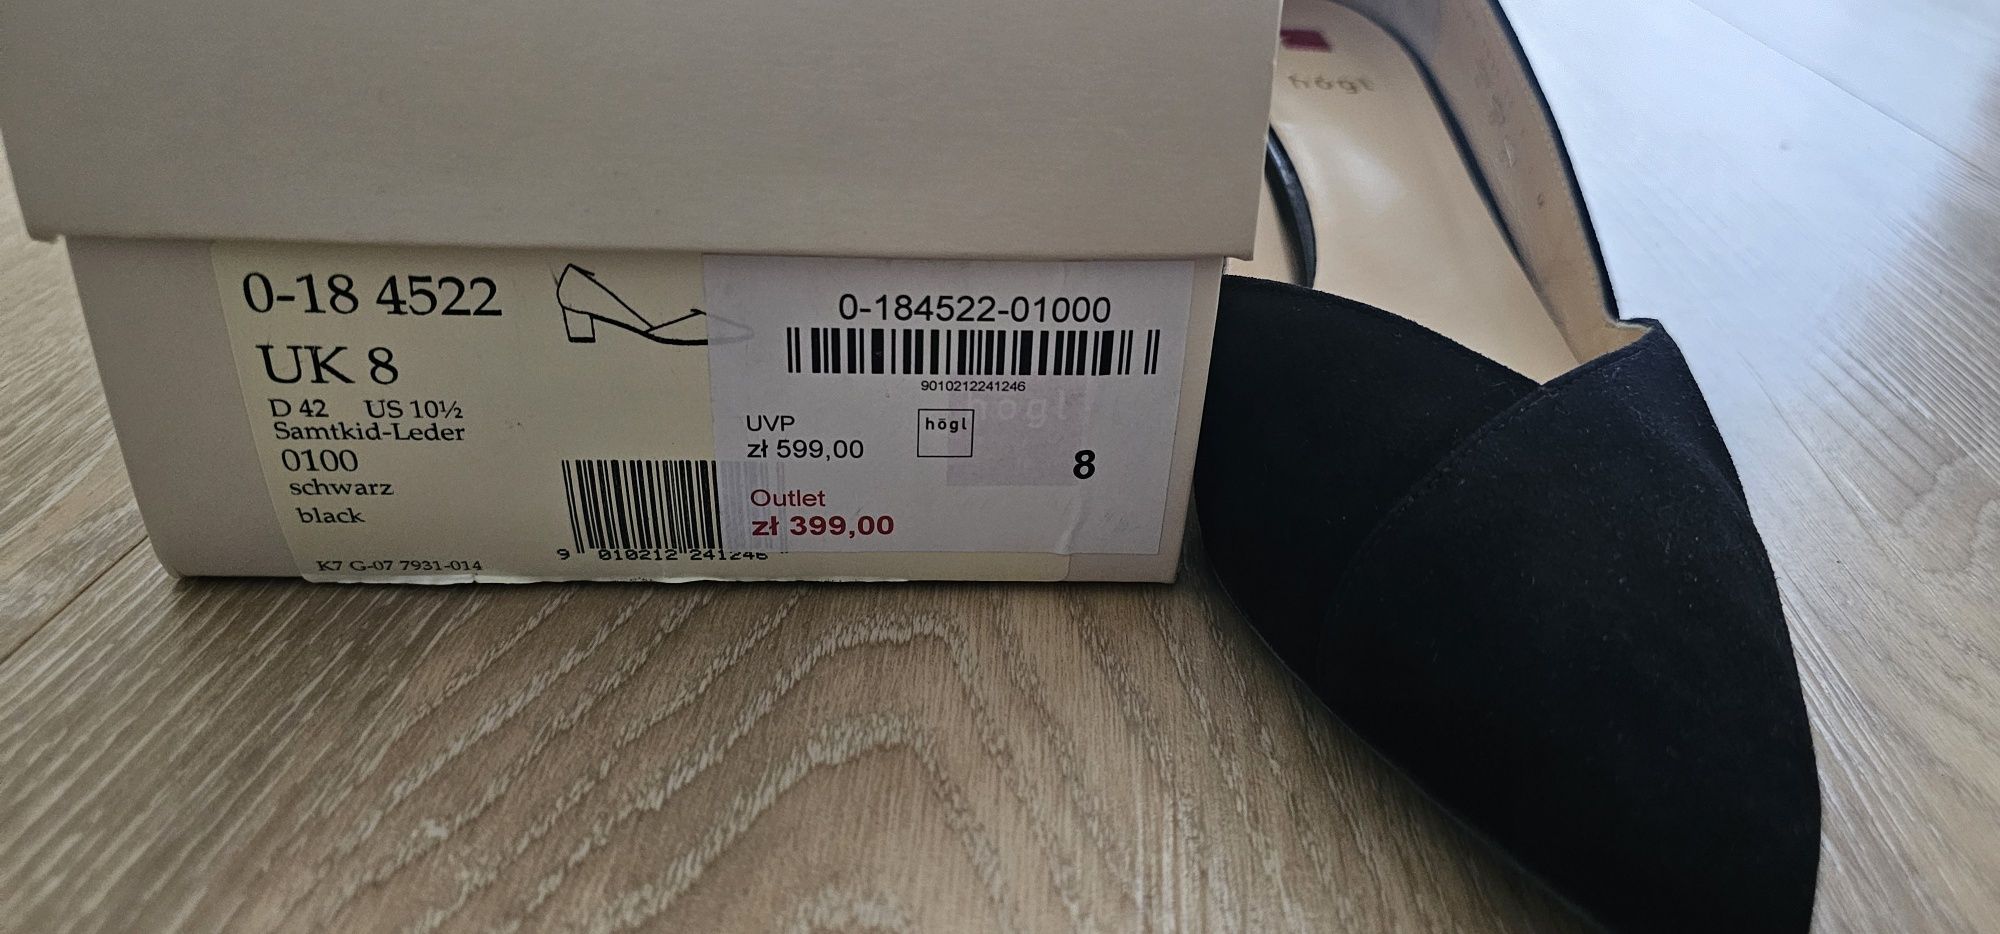 högl
0-18 4522
UK 8
D 42 US 10½
Samtkid-Leder
0100
schwarz
black
K7 G-07 7931-014
9 010212 241246
0-184522-01000
9010212241246
UVP
zł 599,00
högl
högl
8
Outlet
zł 399,00